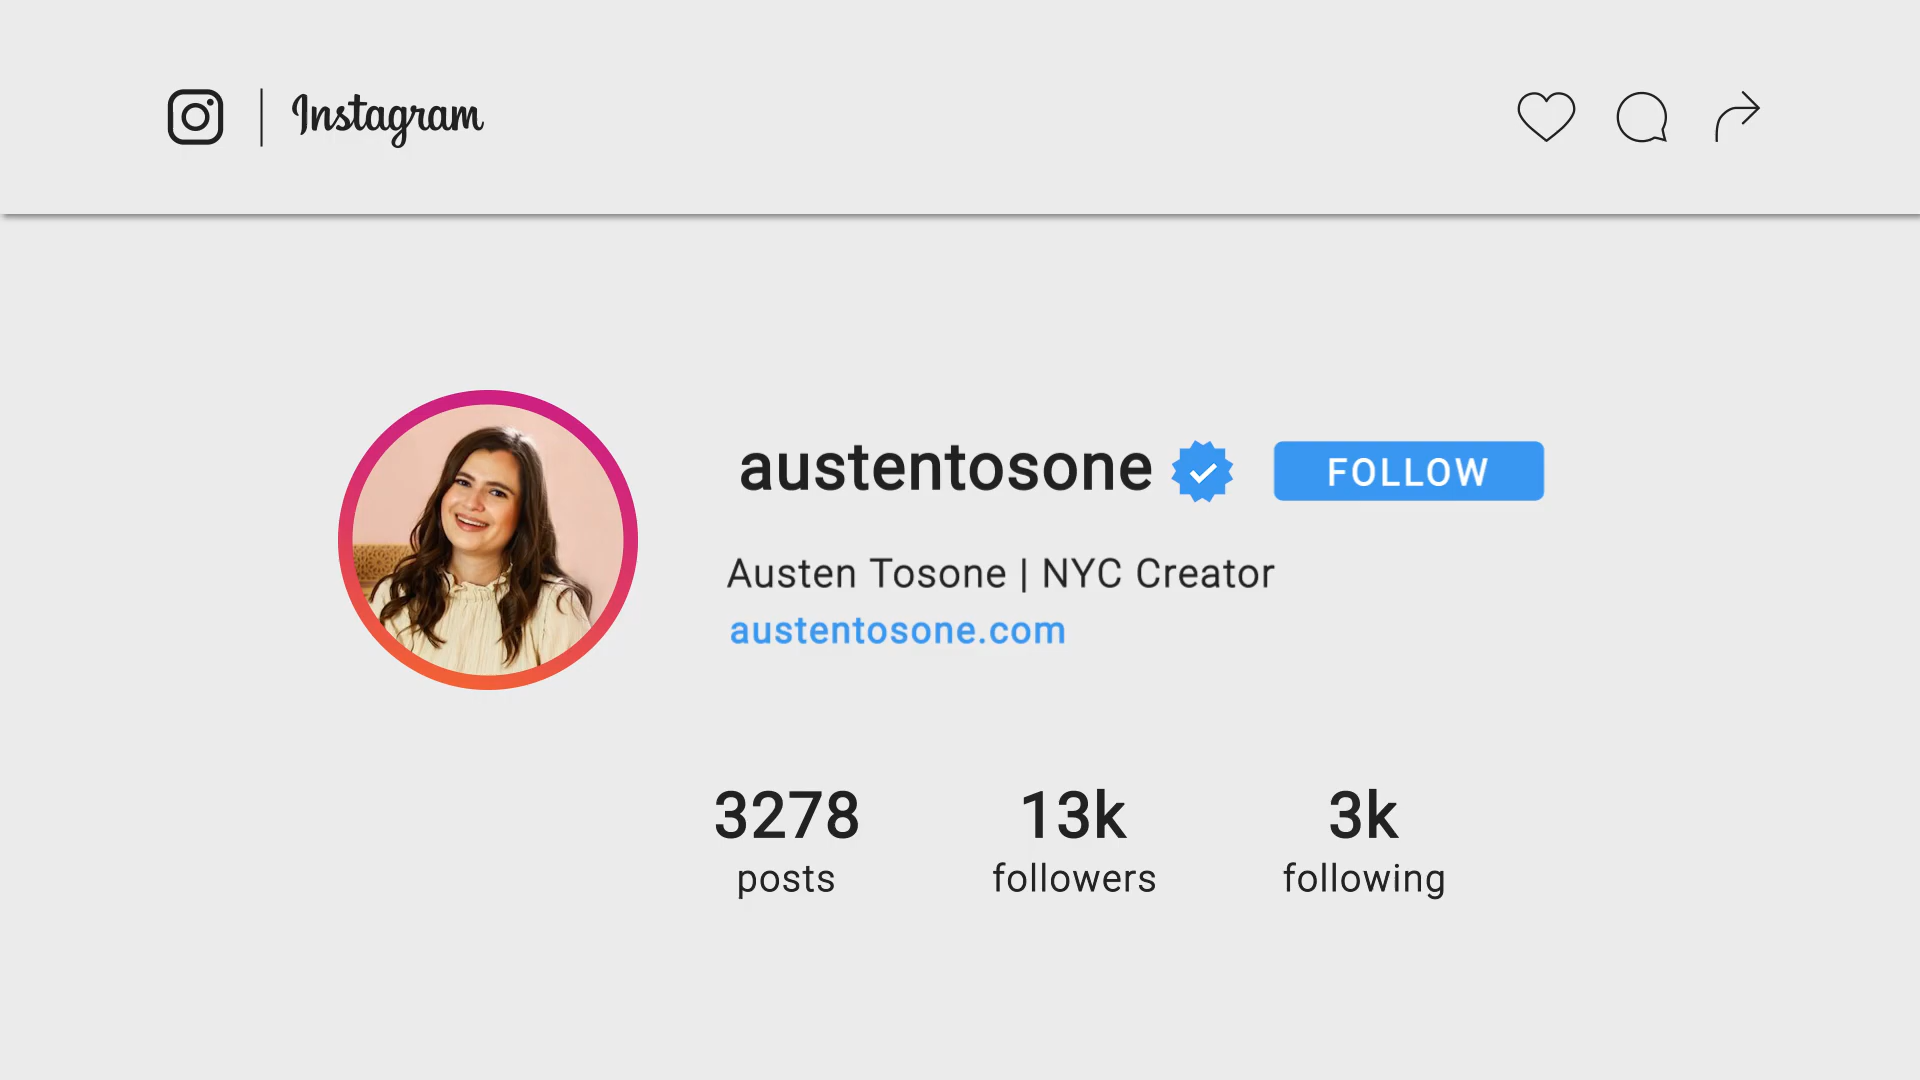 Instagram
austentosone
FOLLOW
Austen Tosone | NYC Creator
austentosone.com
3278
posts
13k
followers
3k
following